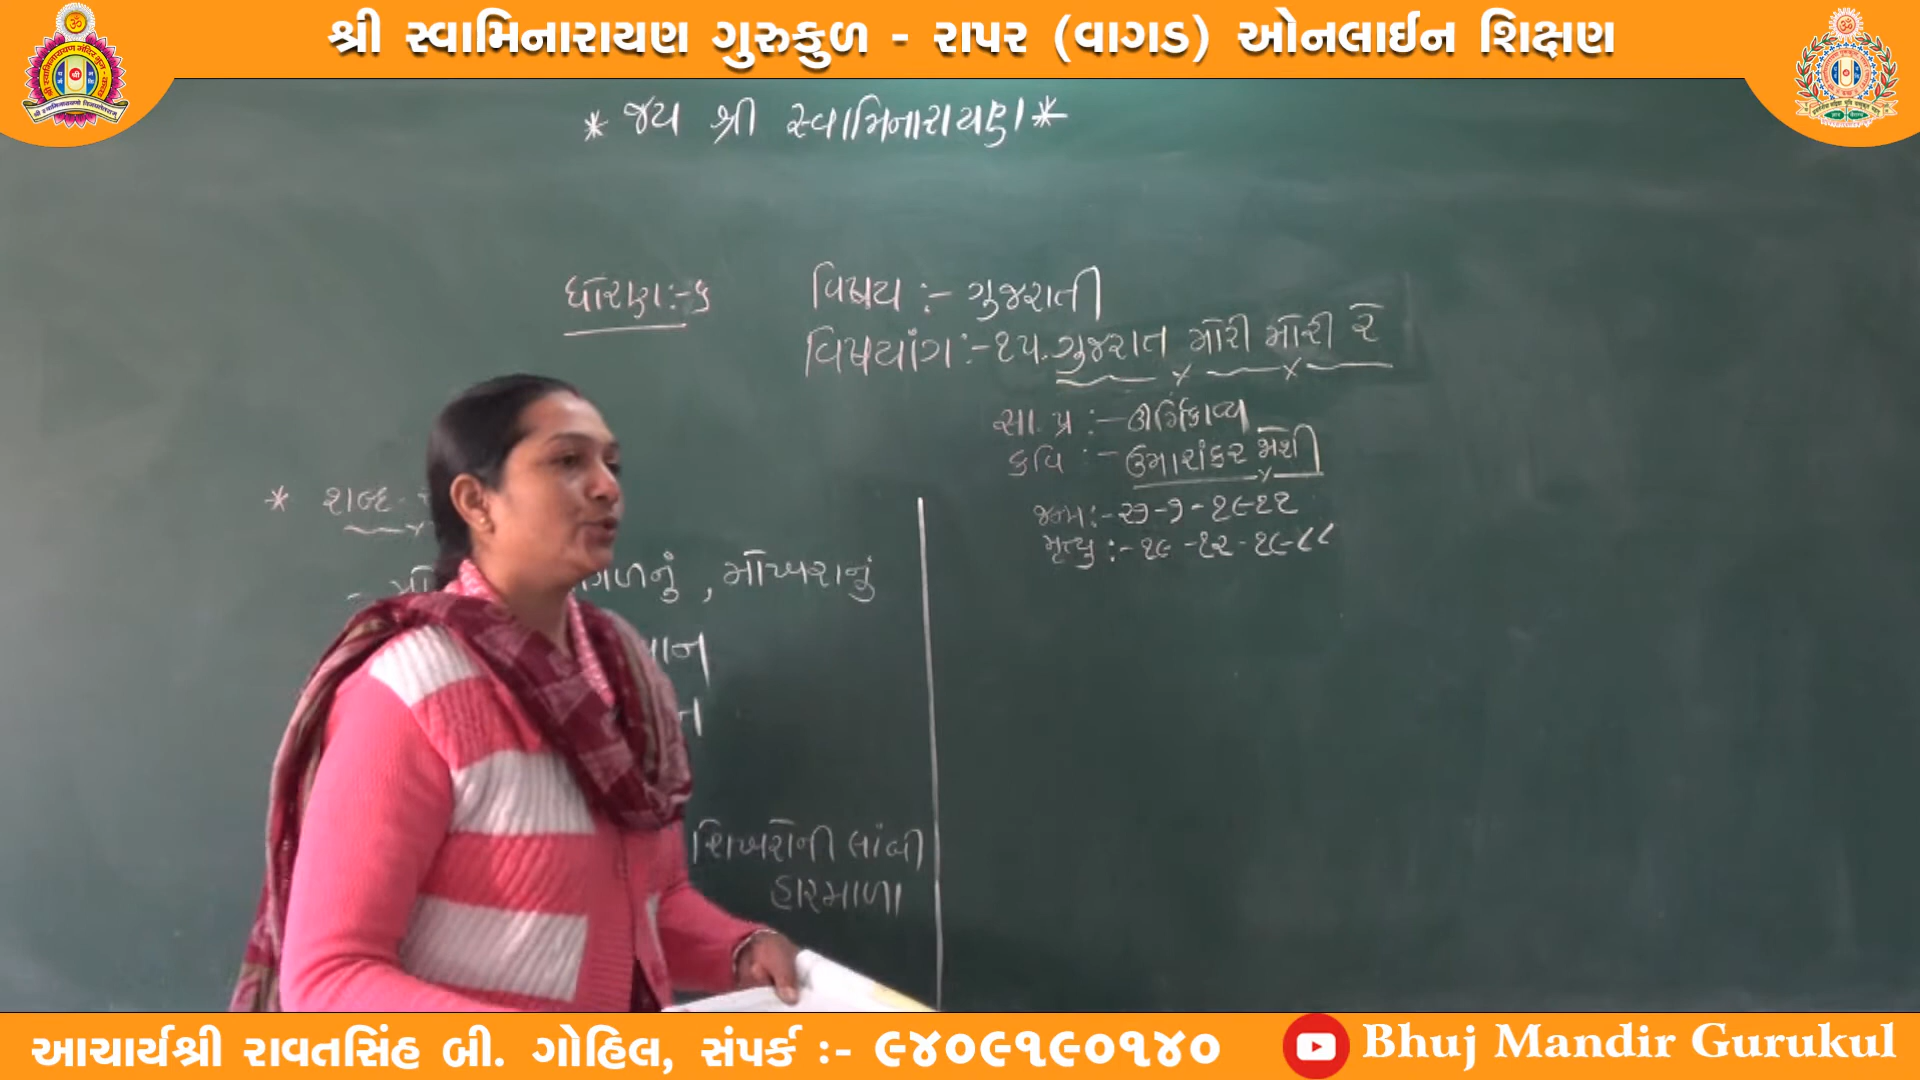 શ્રી સ્વામિનારાયણ ગુરુકુળ - રાપર (વાગડ) ઓનલાઈન શિક્ષણ
* જય શ્રી સ્વામિનારાયણ *
ધોરણ:-૬
વિષય :- ગુજરાતી
વિષયાંગ:-૧૫.ગુજરાત મોરી મોરી રે
સા. પ્ર :- ઊર્મિકાવ્ય
કવિ :- ઉમાશંકર જોશી
જન્મ:-૨૧-૭-૧૯૧૧
મૃત્યુ :- ૧૯-૧૨-૧૯૮૮
* શબ્દ-
, મોખરાનું
શિખરોની લાંબી
હારમાળા
આચાર્યશ્રી રાવતસિંહ બી. ગોહિલ, સંપર્ક :- ૯૪૦૯૧૯૦૧૪૦
Bhuj Mandir Gurukul